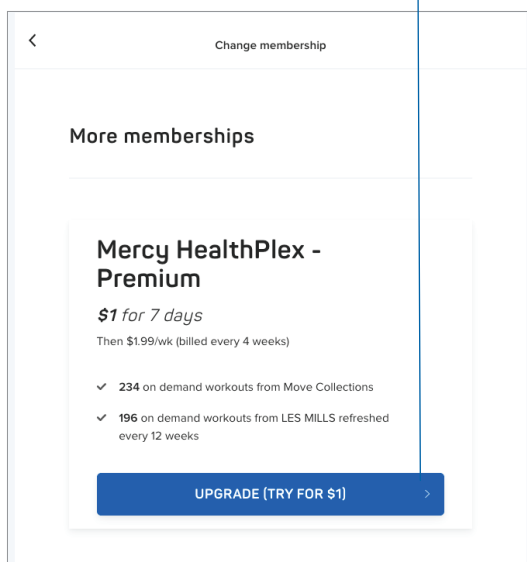 Change membership
More memberships
Mercy HealthPlex -
Premium
$1 for 7 days
Then $1.99/wk (billed every 4 weeks)
234 on demand workouts from Move Collections
196 on demand workouts from LES MILLS refreshed
every 12 weeks
UPGRADE (TRY FOR $1)